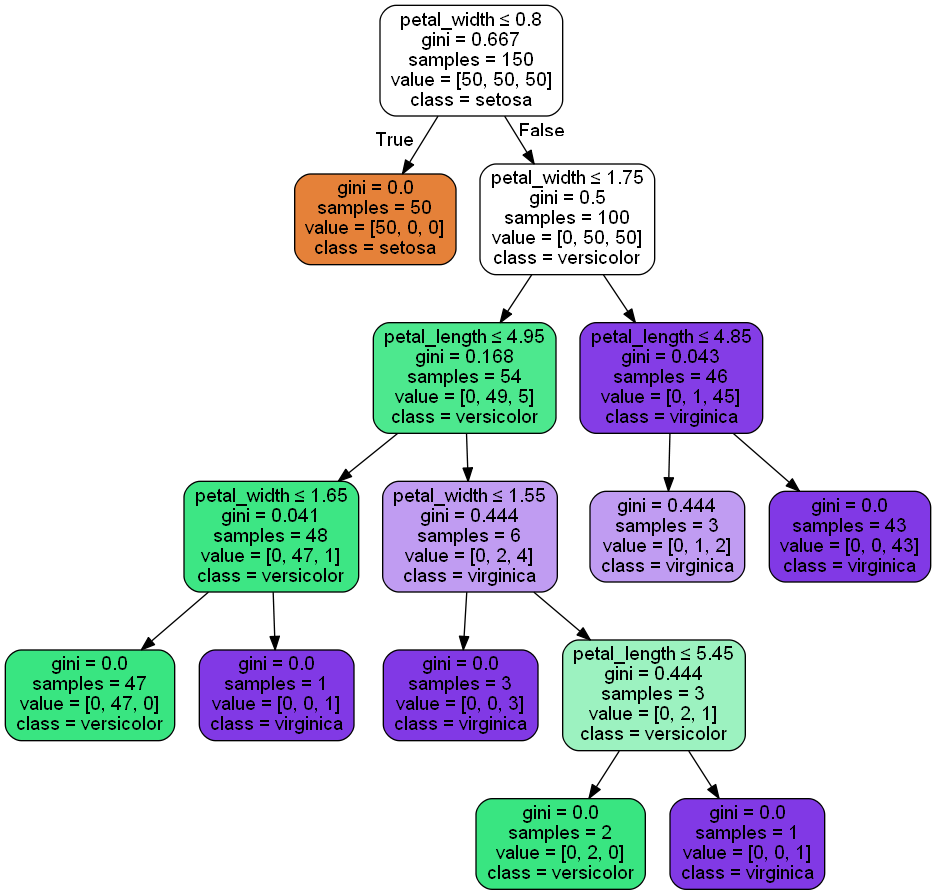 petal_width ≤ 0.8
gini = 0.667
samples = 150
value = [50, 50, 50]
class = setosa
True
False
gini = 0.0
samples = 50
value = [50, 0, 0]
class = setosa
petal_width ≤ 1.75
gini = 0.5
samples = 100
value = [0, 50, 50]
class = versicolor
petal_length ≤ 4.95
gini = 0.168
samples = 54
value = [0, 49, 5]
class = versicolor
petal_length ≤ 4.85
gini = 0.043
samples = 46
value = [0, 1, 45]
class = virginica
petal_width ≤ 1.65
gini = 0.041
samples = 48
value = [0, 47, 1]
class = versicolor
petal_width ≤ 1.55
gini = 0.444
samples = 6
value = [0, 2, 4]
class = virginica
gini = 0.444
samples = 3
value = [0, 1, 2]
class = virginica
gini = 0.0
samples = 43
value = [0, 0, 43]
class = virginica
gini = 0.0
samples = 47
value = [0, 47, 0]
class = versicolor
gini = 0.0
samples = 1
value = [0, 0, 1]
class = virginica
gini = 0.0
samples = 3
value = [0, 0, 3]
class = virginica
petal_length ≤ 5.45
gini = 0.444
samples = 3
value = [0, 2, 1]
class = versicolor
gini = 0.0
samples = 2
value = [0, 2, 0]
class = versicolor
gini = 0.0
samples = 1
value = [0, 0, 1]
class = virginica